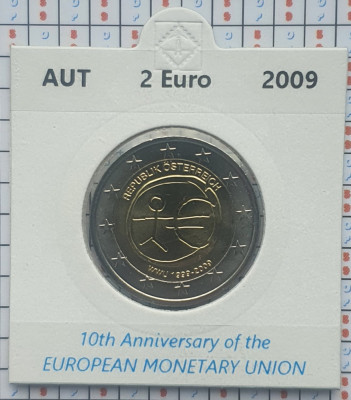 AUT 2 Euro 2009
REPUBLIK ÖSTERREICH
WWU 1999-2009
10th Anniversary of the
EUROPEAN MONETARY UNION